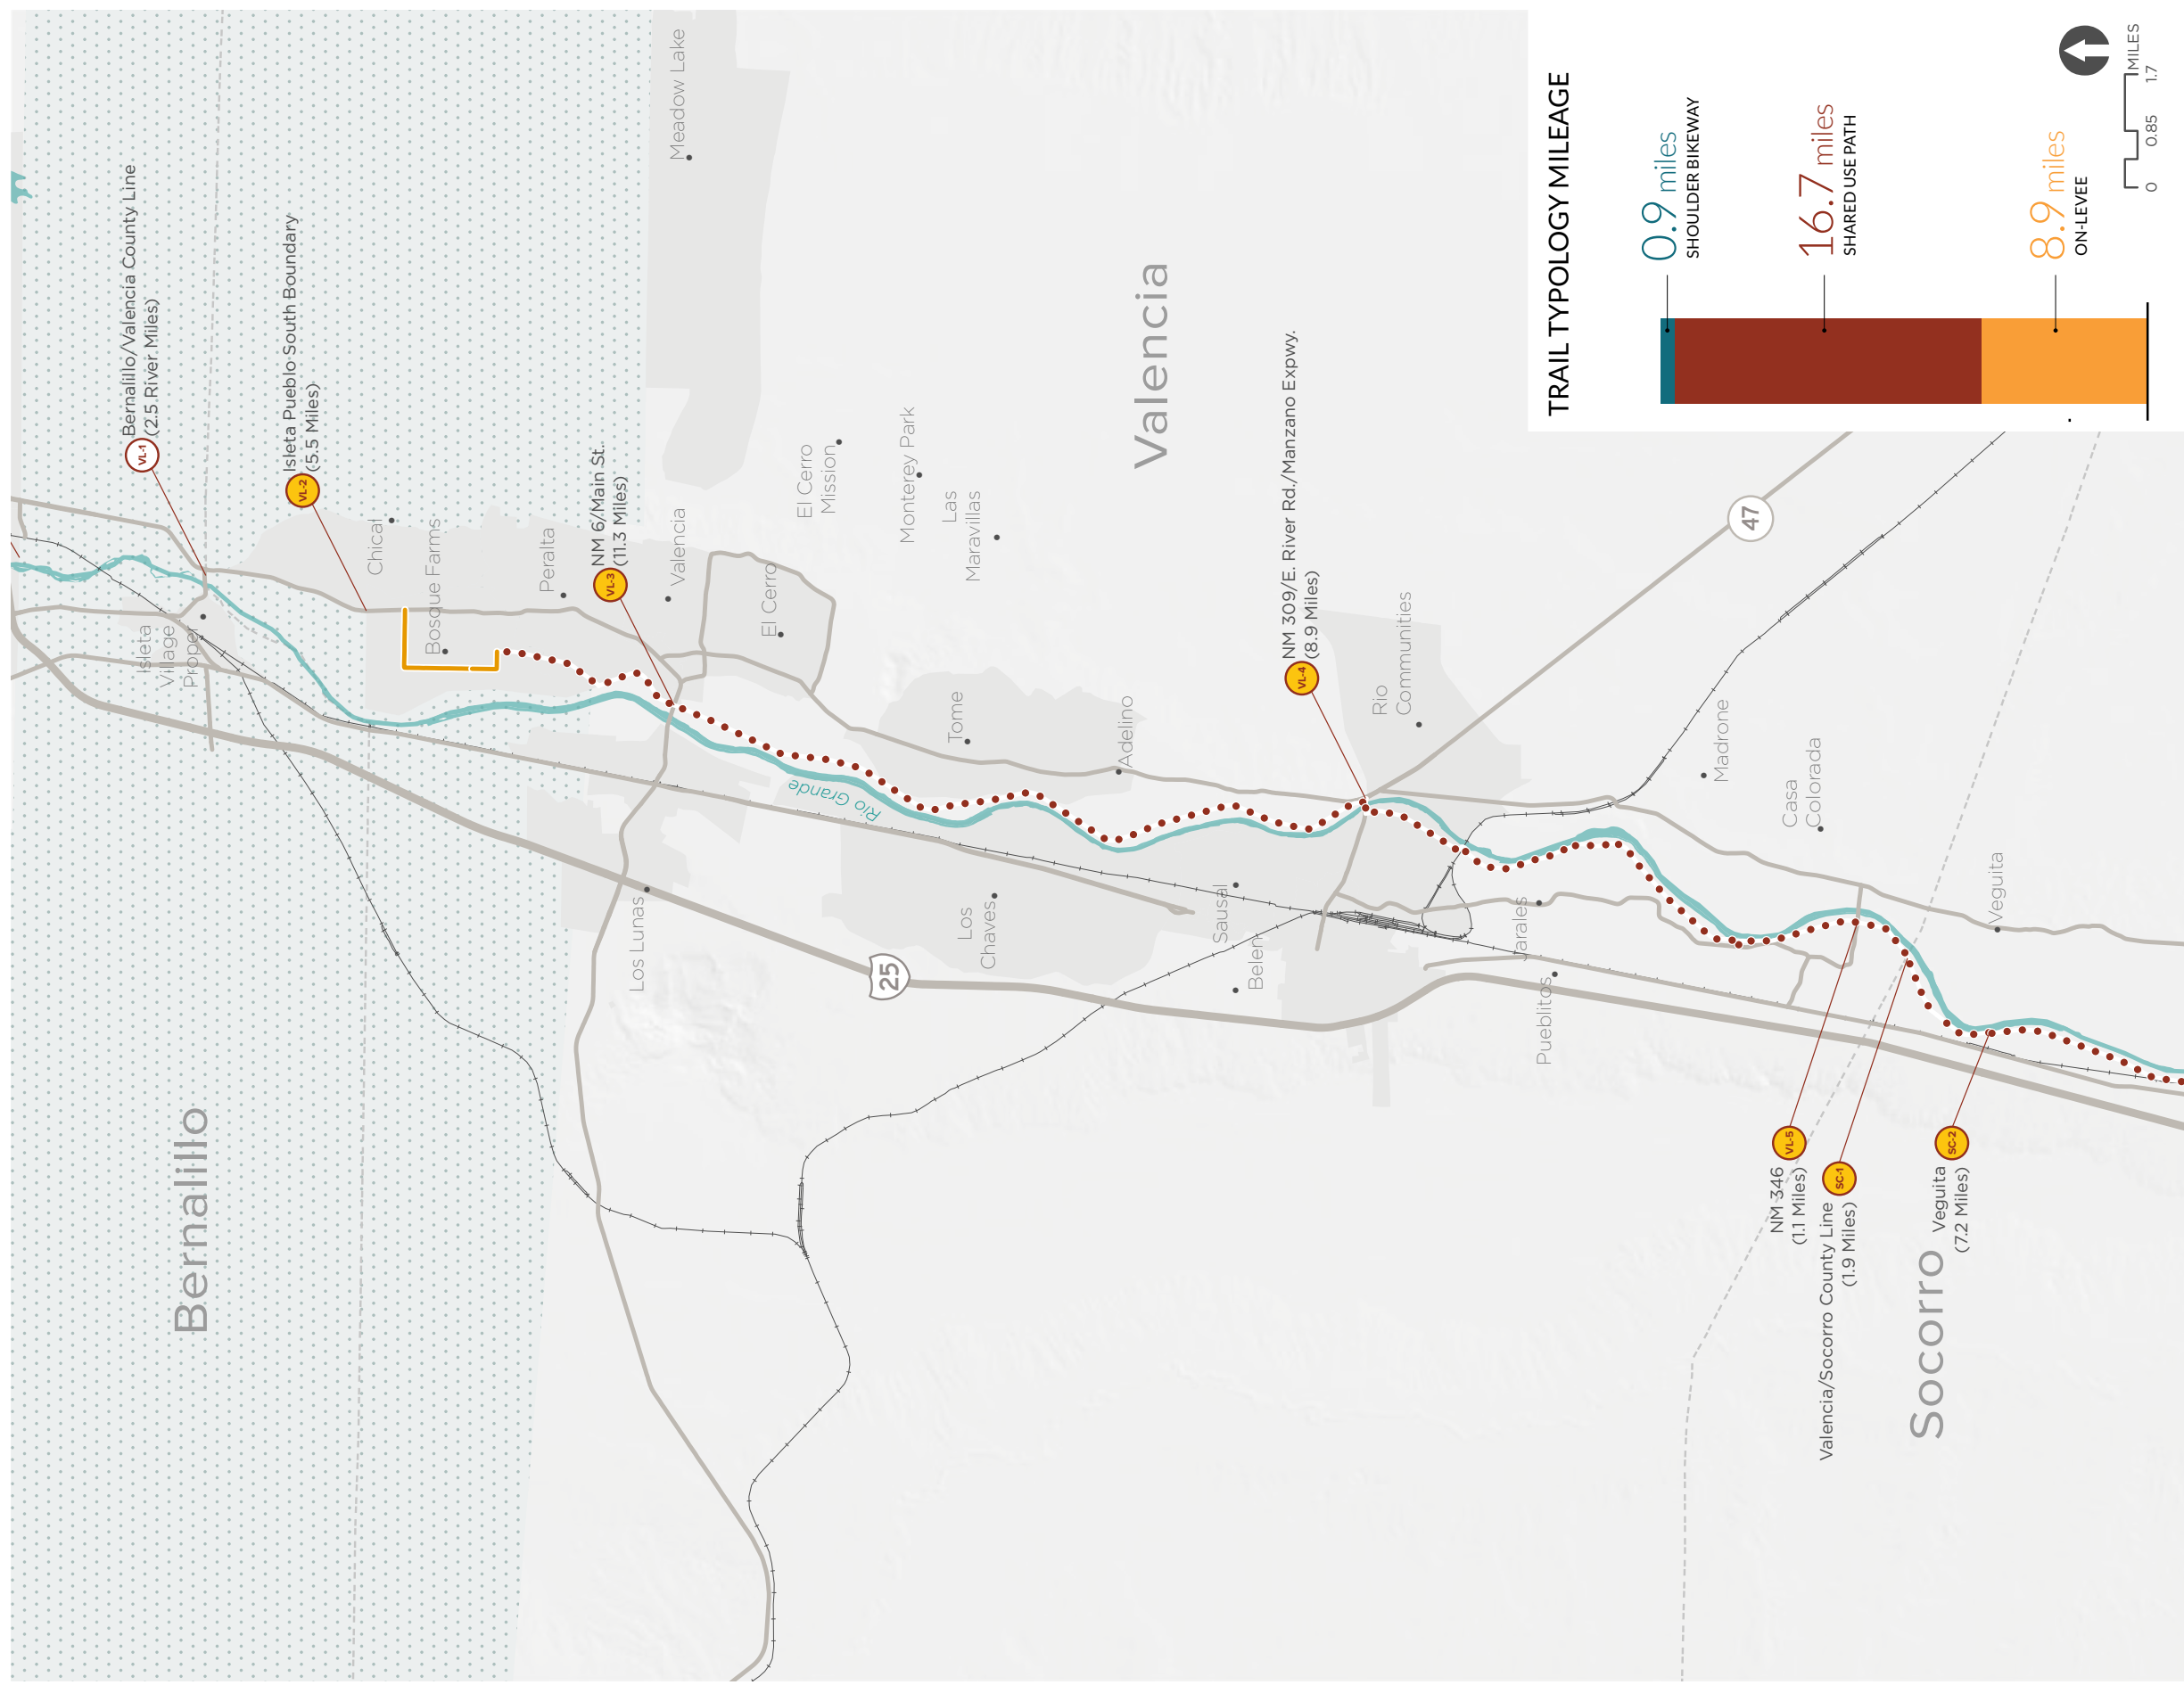 Bernalillo/Valencia County Line
(2.5 River Miles)
VL-1
Isleta Pueblo South Boundary
(5.5 Miles)
VL-2
NM 6/Main St.
(11.3 Miles)
VL-3
NM 309/E. River Rd./Manzano Expwy.
(8.9 Miles)
VL-4
NM 346
(1.1 Miles)
VL-5
Valencia/Socorro County Line
(1.9 Miles)
SC-1
Veguita
(7.2 Miles)
SC-2
Bernalillo
Valencia
Socorro
Meadow Lake
Isleta
Village
Proper
Chical
Bosque Farms
Peralta
Valencia
El Cerro
Mission
Monterey Park
Las
Maravillas
El Cerro
Tome
Adelino
Rio
Communities
Rio Grande
Los Lunas
Los
Chaves
Sausal
Belen
Jarales
Pueblitos
Madrone
Casa
Colorada
Veguita
25
47
TRAIL TYPOLOGY MILEAGE
0.9 miles
SHOULDER BIKEWAY
16.7 miles
SHARED USE PATH
8.9 miles
ON-LEVEE
0 0.85 1.7
MILES